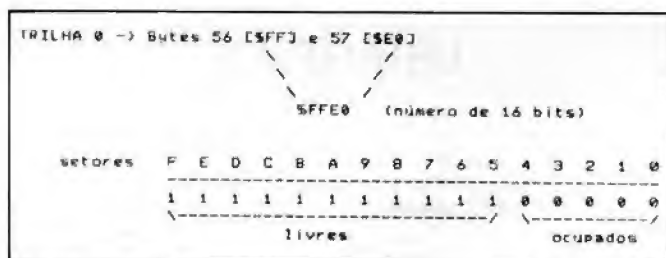 TRILHA 0 -> Bytes 56 [$FF] e 57 [$E0]
$FFE0 (número de 16 bits)
setores F E D C B A 9 8 7 6 5 4 3 2 1 0
1 1 1 1 1 1 1 1 1 1 1 0 0 0 0 0
livres ocupados